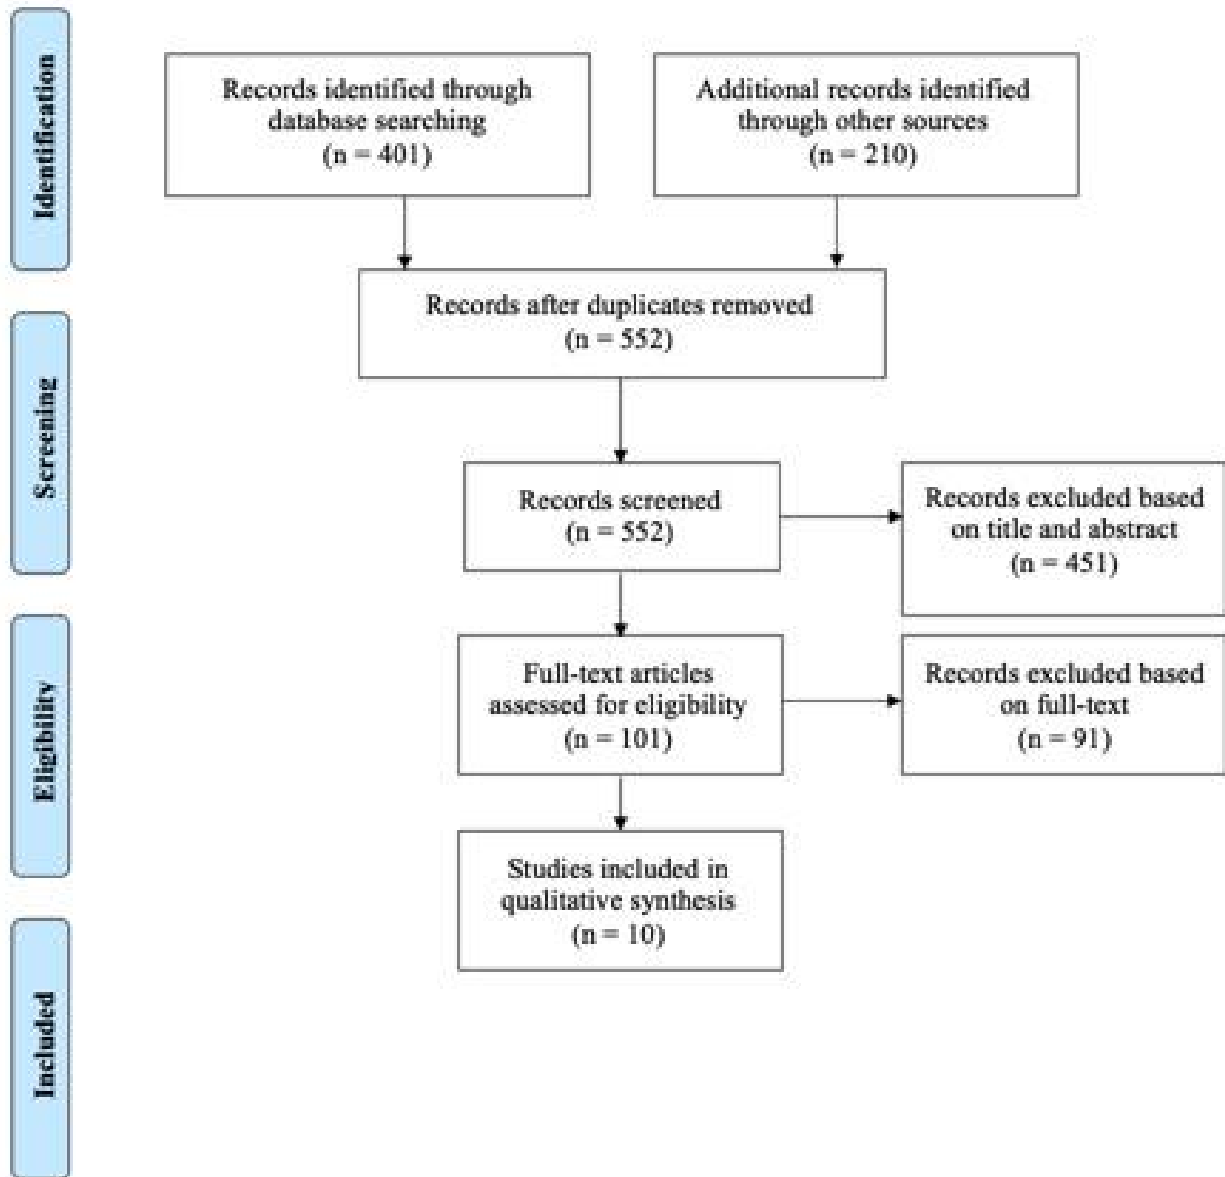 Identification
Records identified through
database searching
(n = 401)
Additional records identified
through other sources
(n = 210)
Records after duplicates removed
(n = 552)
Screening
Records screened
(n = 552)
Records excluded based
on title and abstract
(n = 451)
Eligibility
Full-text articles
assessed for eligibility
(n = 101)
Records excluded based
on full-text
(n = 91)
Studies included in
qualitative synthesis
(n = 10)
Included